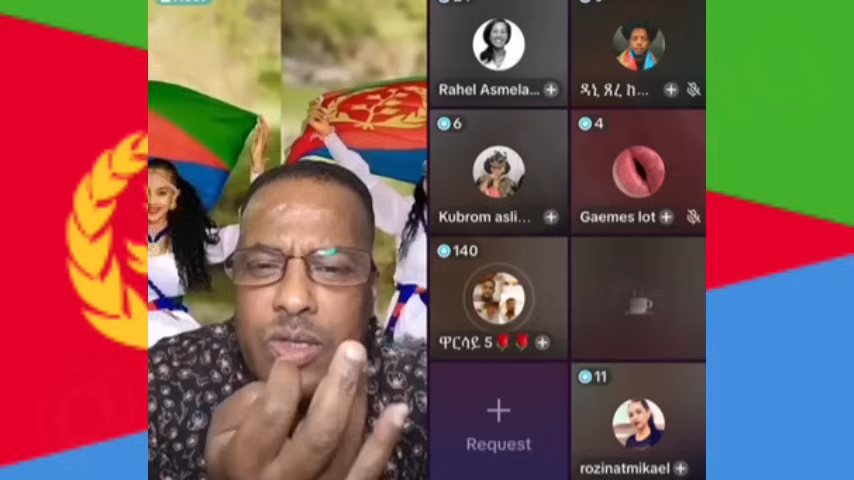 Rahel Asmela...
ዳኒ ጸረ ከ...
6
4
Kubrom asli...
Gaemes lot
140
11
ዋርሳይ 5🌹🌹
+
Request
rozinatmikael